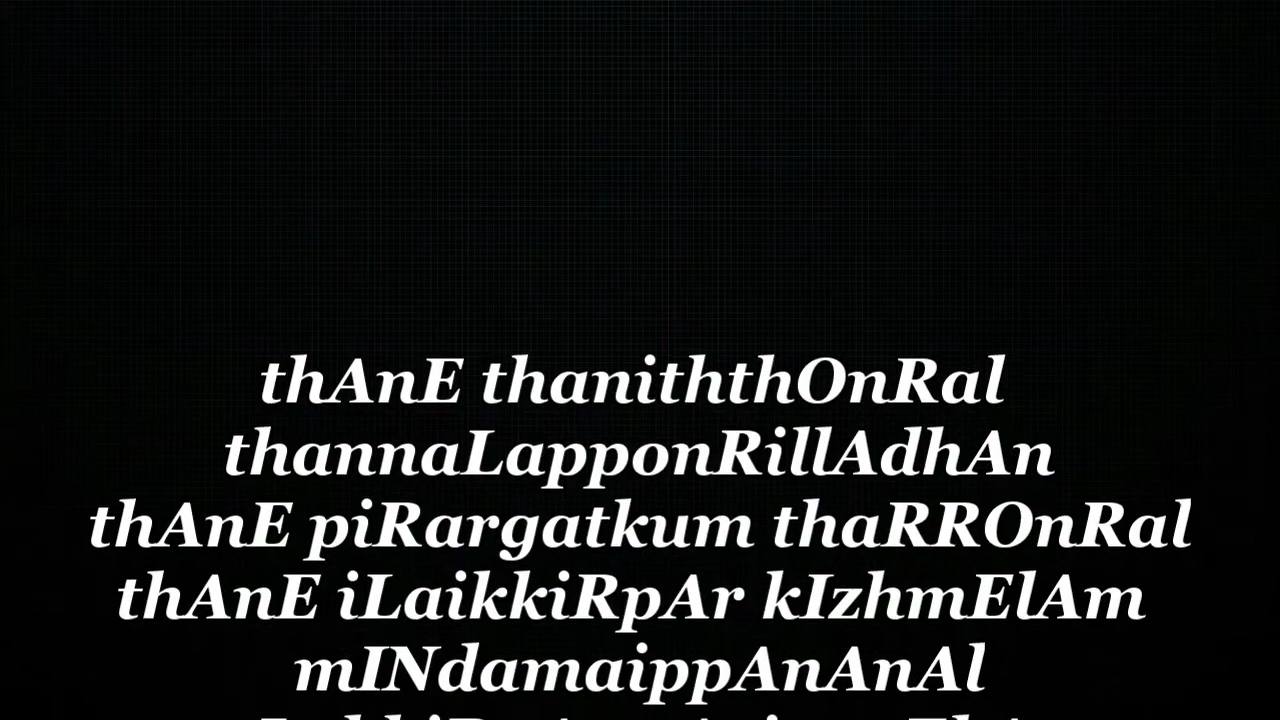 thAnE thaniththOnRal
thannaLapponRillAdhAn
thAnE piRargatkum thaRROnRal
thAnE iLaikkiRpAr kIzhmElAm
mINdamaippAnAnAl